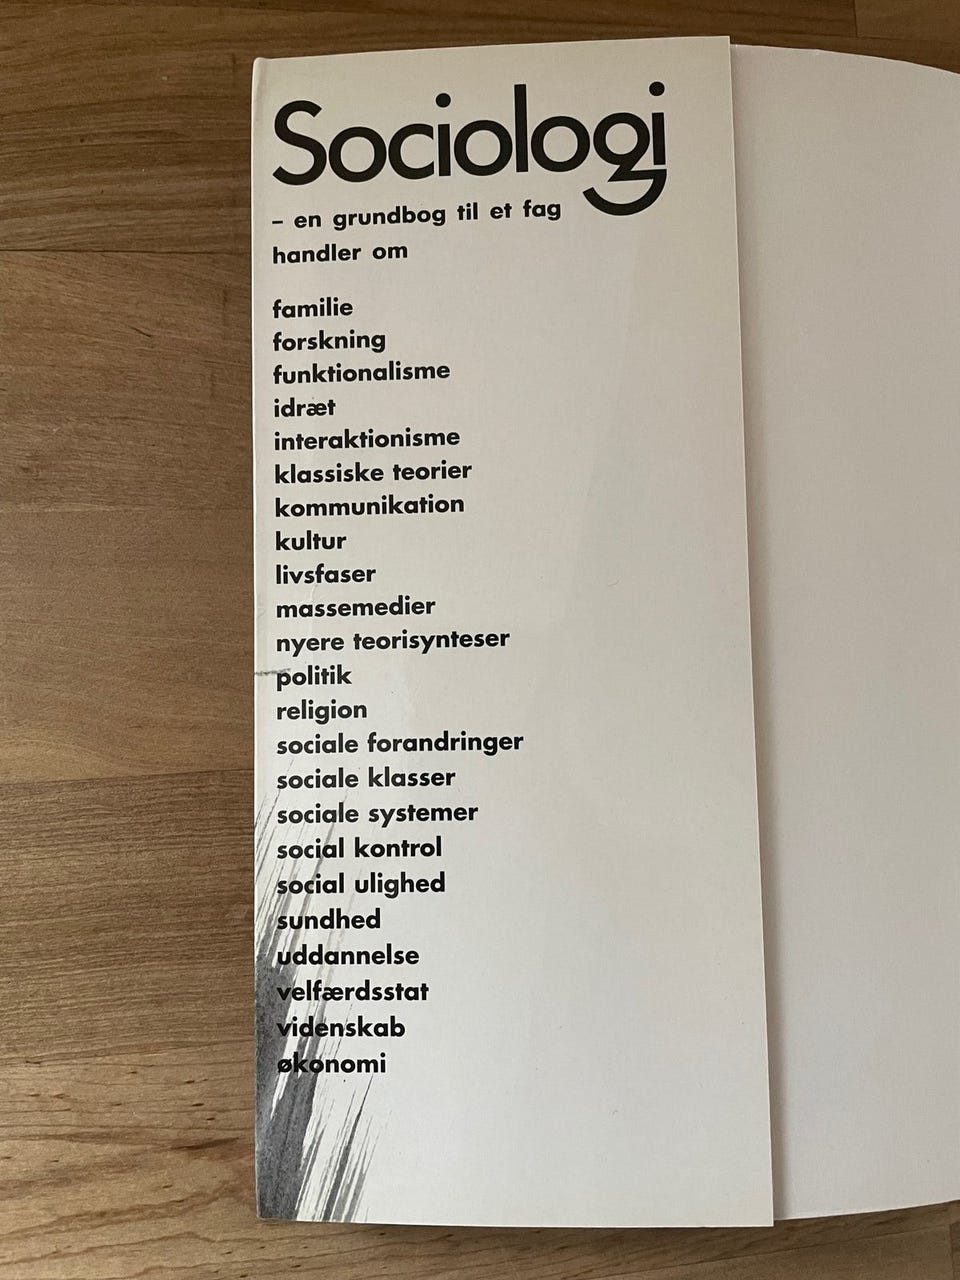 Sociologi
– en grundbog til et fag
handler om
familie
forskning
funktionalisme
idræt
interaktionisme
klassiske teorier
kommunikation
kultur
livsfaser
massemedier
nyere teorisynteser
politik
religion
sociale forandringer
sociale klasser
sociale systemer
social kontrol
social ulighed
sundhed
uddannelse
velfærdsstat
videnskab
økonomi